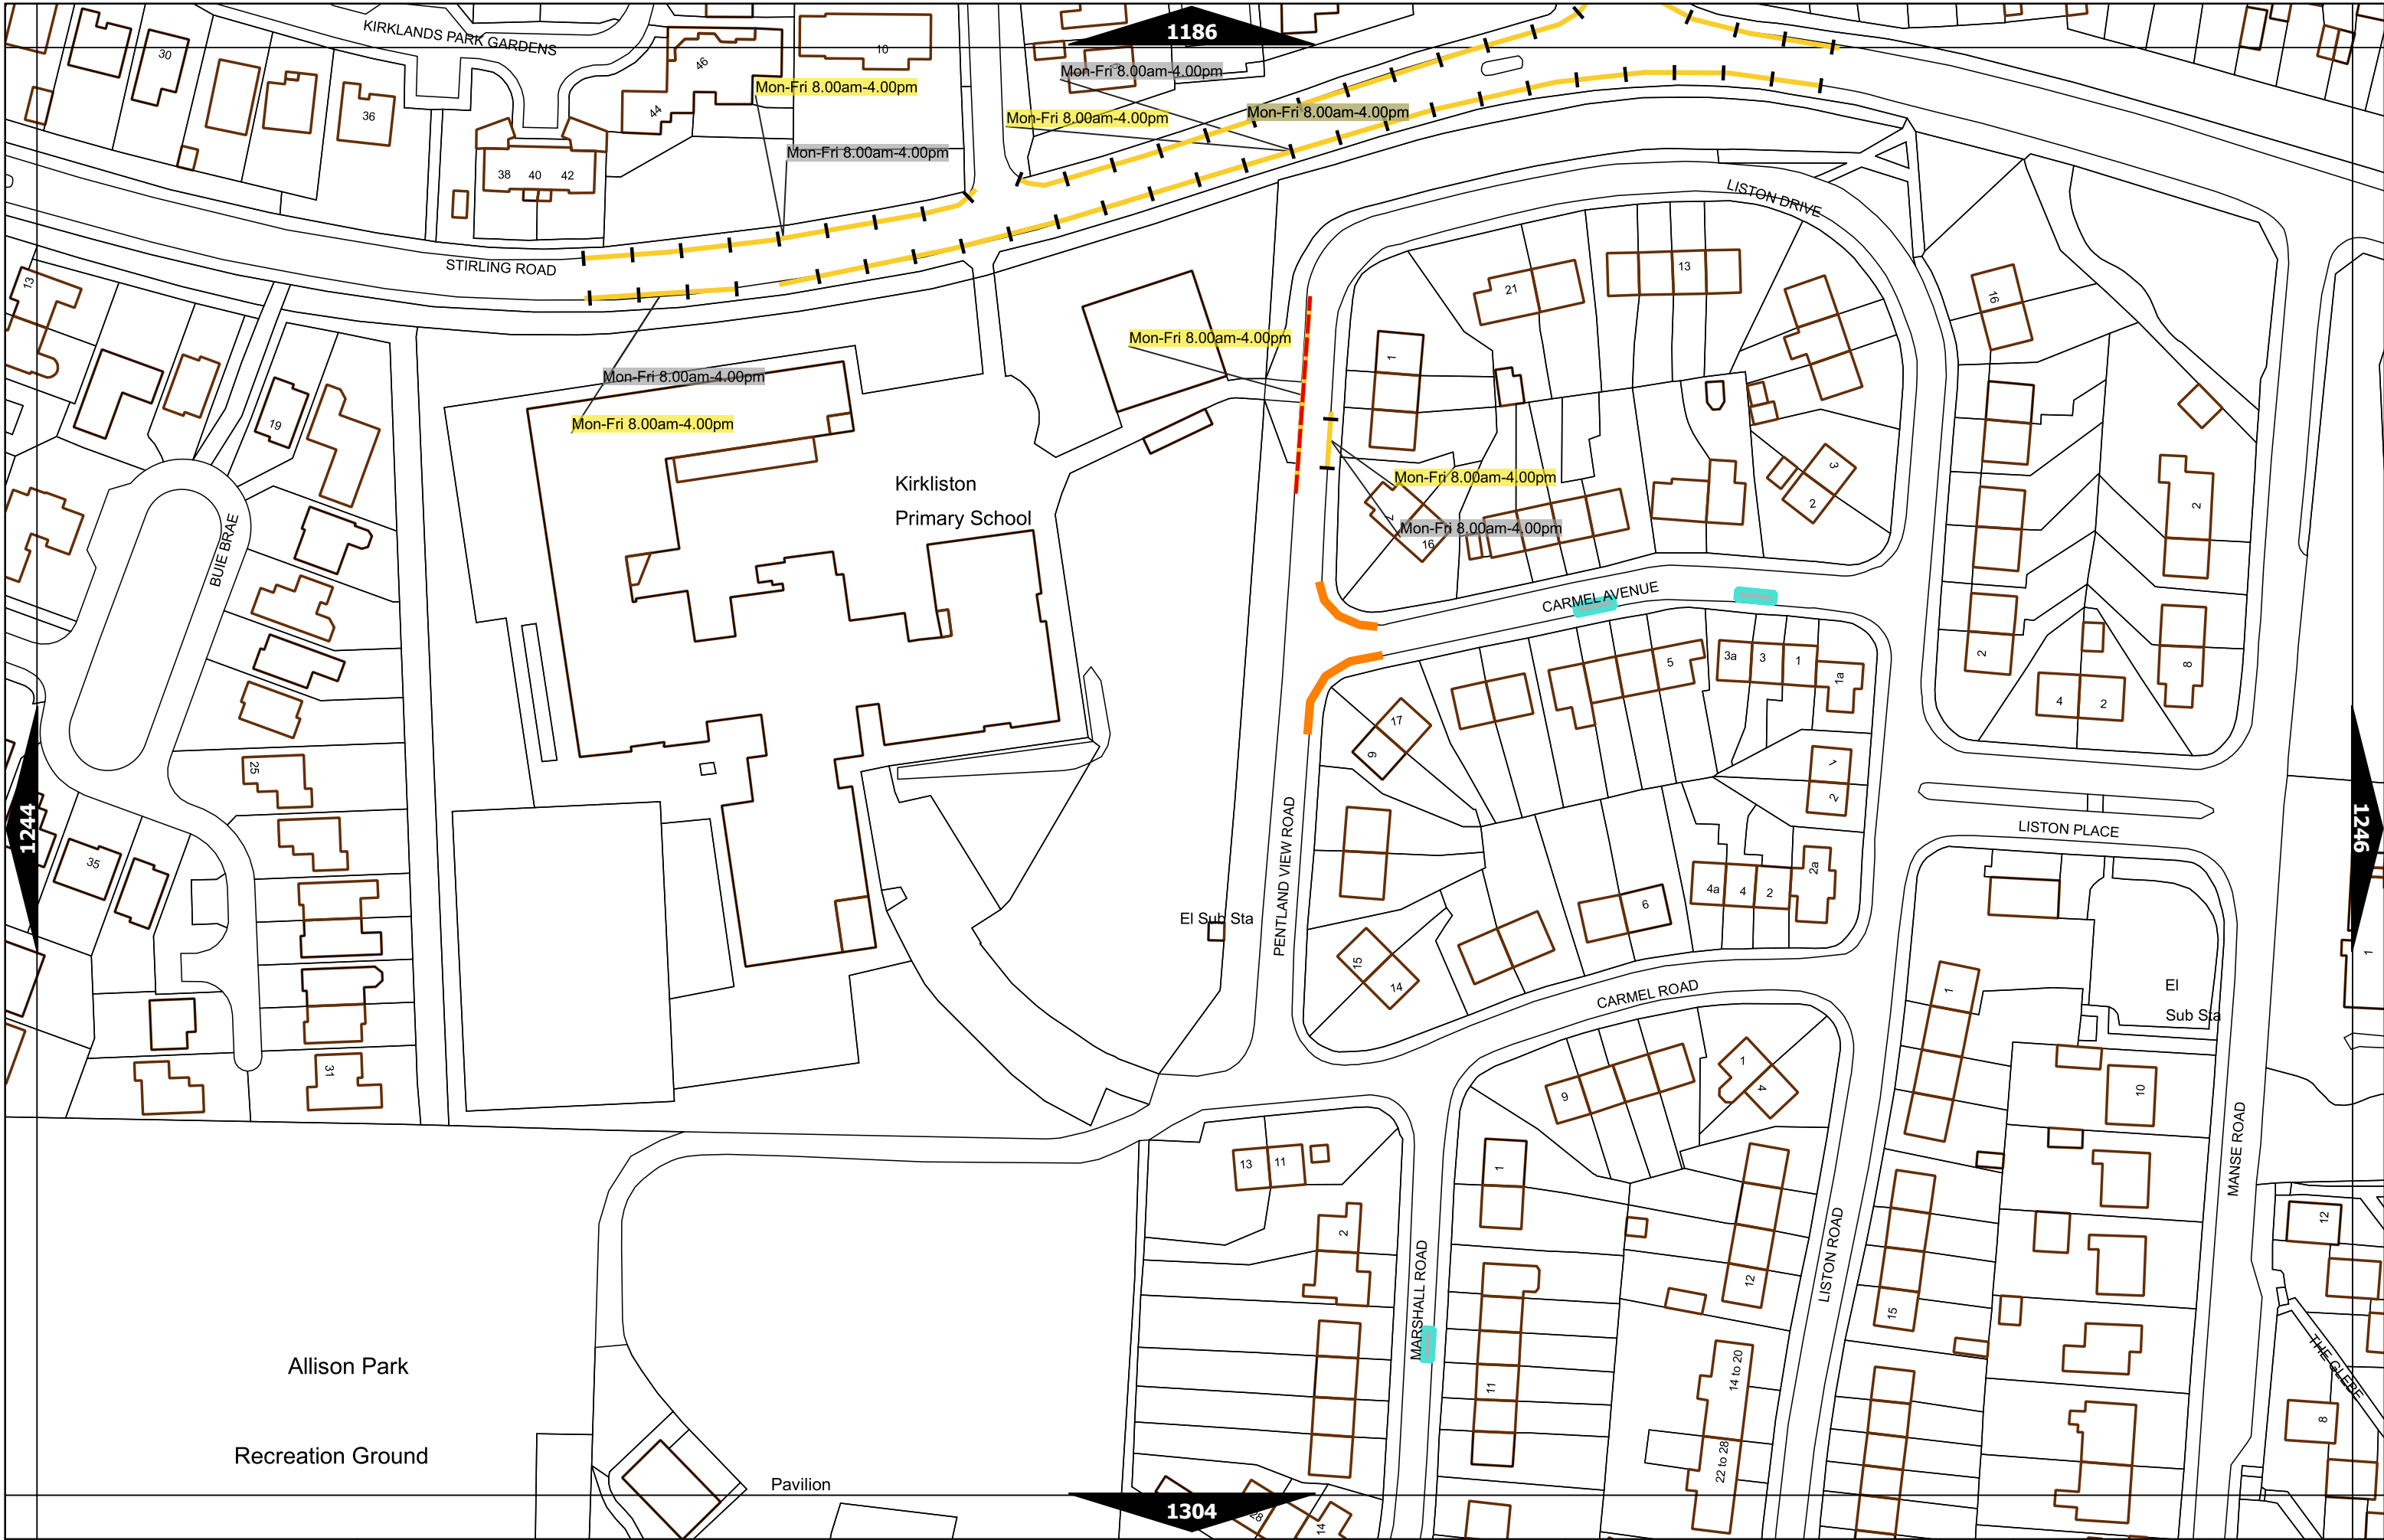 KIRKLANDS PARK GARDENS
1186
30
46
10
36
44
Mon-Fri 8.00am-4.00pm
Mon-Fri 8.00am-4.00pm
Mon-Fri 8.00am-4.00pm
Mon-Fri 8.00am-4.00pm
Mon-Fri 8.00am-4.00pm
38 40 42
LISTON DRIVE
STIRLING ROAD
13
21
13
16
1
Mon-Fri 8.00am-4.00pm
Mon-Fri 8.00am-4.00pm
Mon-Fri 8.00am-4.00pm
19
Kirkliston
Primary School
Mon-Fri 8.00am-4.00pm
Mon-Fri 8.00am-4.00pm
7
16
3
2
2
BUIE BRAE
CARMEL AVENUE
5
3a
3
1
1a
2
8
4
2
17
9
25
1
2
1244
35
PENTLAND VIEW ROAD
LISTON PLACE
1246
El Sub Sta
6
4a
4
2
2a
15
14
CARMEL ROAD
1
El
Sub Sta
1
31
9
1
4
10
MANSE ROAD
13
11
1
2
12
12
LISTON ROAD
15
MARSHALL ROAD
THE GLEBE
Allison Park
11
14 to 20
8
Recreation Ground
22 to 28
Pavilion
1304
28
14